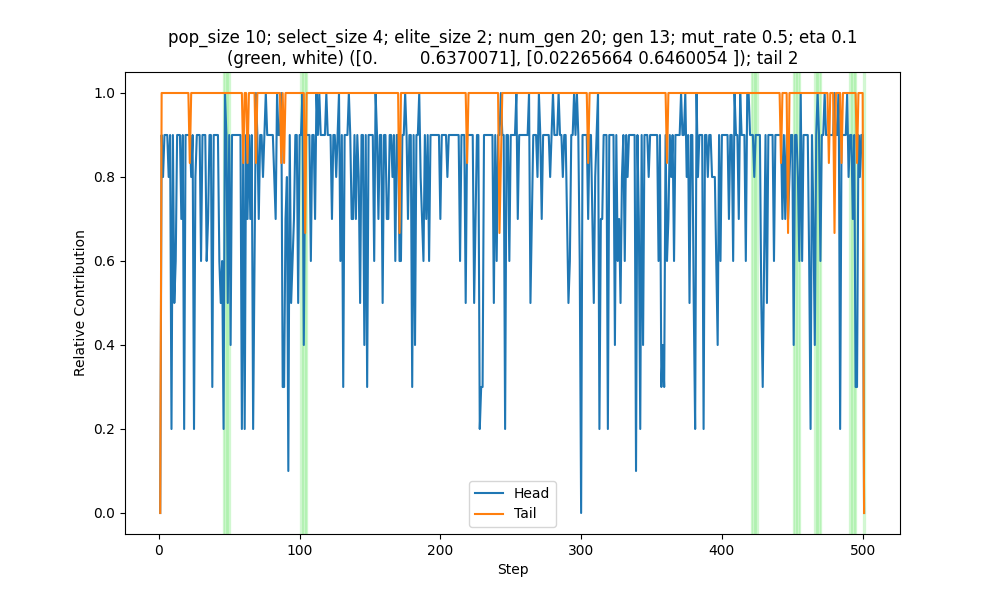 pop_size 10; select_size 4; elite_size 2; num_gen 20; gen 13; mut_rate 0.5; eta 0.1
(green, white) ([0. 0.6370071], [0.02265664 0.6460054 ]); tail 2
1.0
0.8
0.6
0.4
0.2
0.0
Relative Contribution
Head
Tail
0
100
200
300
400
500
Step